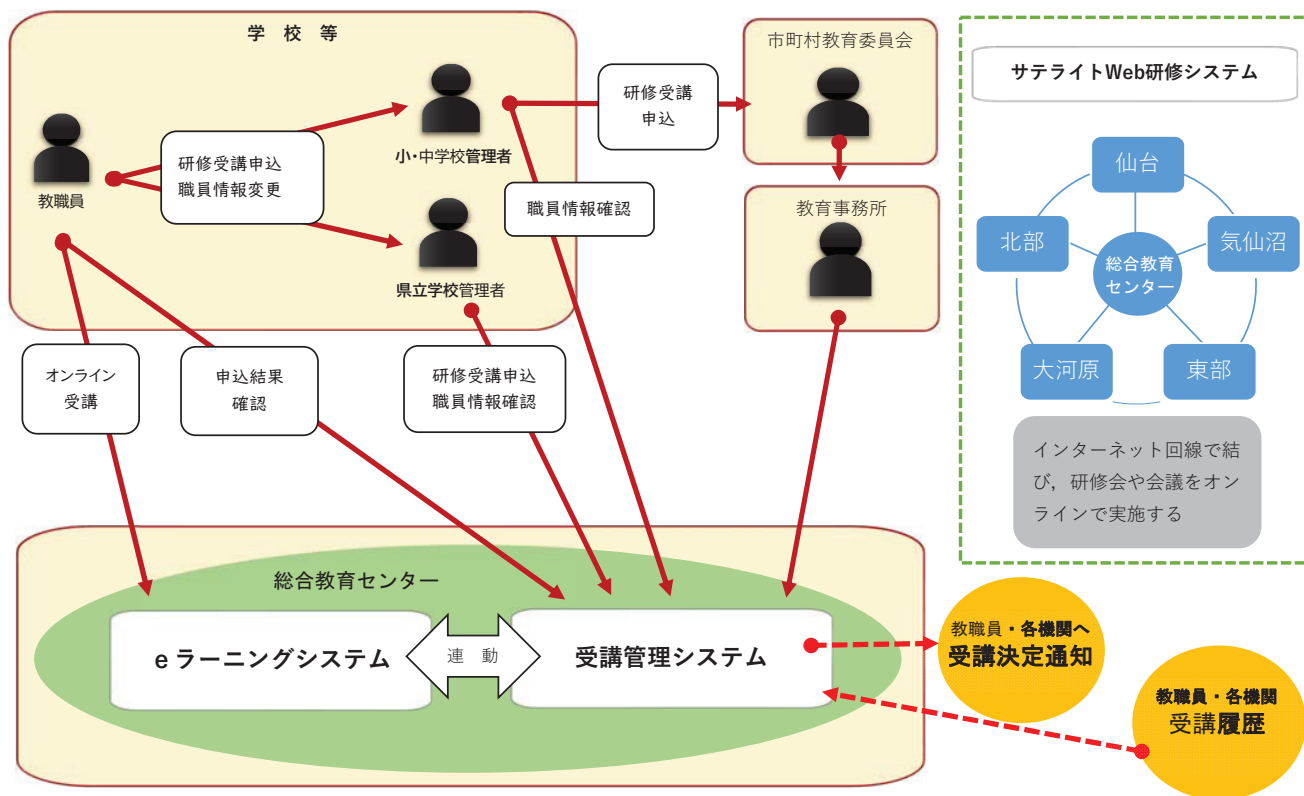 学校等
教職員
研修受講申込
職員情報変更
小・中学校管理者
県立学校管理者
研修受講
申込
職員情報確認
市町村教育委員会
教育事務所
オンライン
受講
申込結果
確認
研修受講申込
職員情報確認
総合教育センター
eラーニングシステム
連動
受講管理システム
教職員・各機関へ
受講決定通知
教職員・各機関
受講履歴
サテライトWeb研修システム
仙台
北部
気仙沼
総合教育
センター
大河原
東部
インターネット回線で結
び，研修会や会議をオン
ラインで実施する